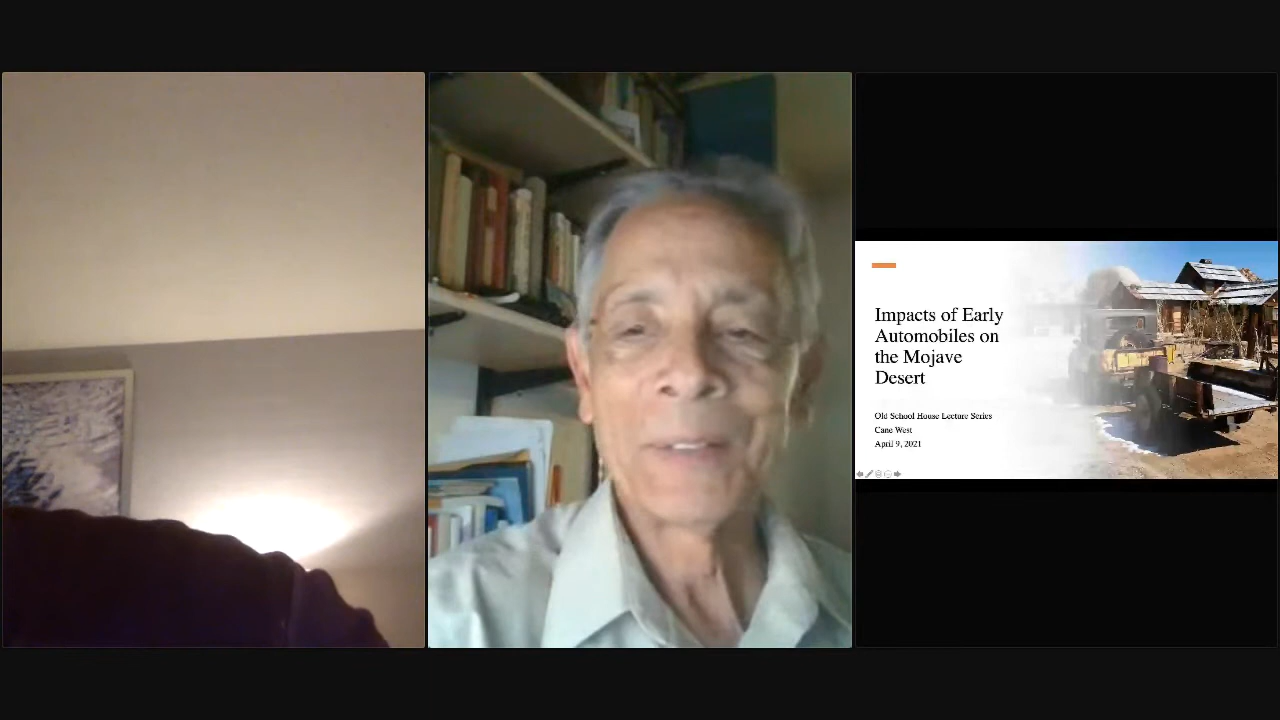 Impacts of Early
Automobiles on
the Mojave
Desert
Old School House Lecture Series
Cane West
April 9, 2021